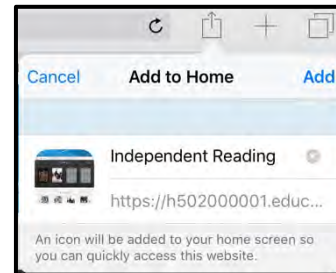 Cancel Add to Home Add
Independent Reading
https://h502000001.educ...
An icon will be added to your home screen so
you can quickly access this website.